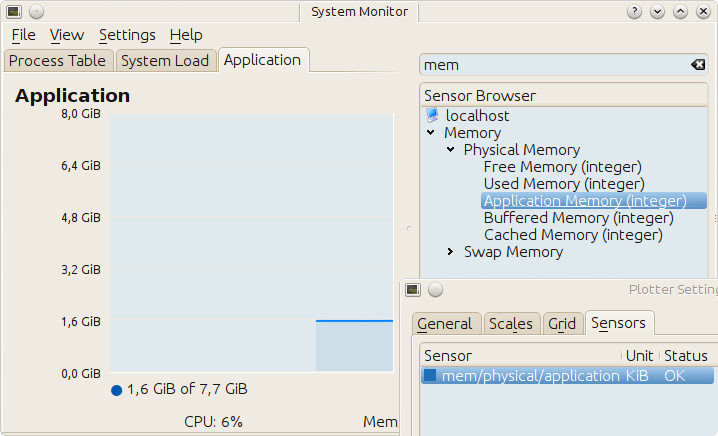 System Monitor
File View Settings Help
Process Table System Load Application
Application
8,0 GiB
6,4 GiB
4,8 GiB
3,2 GiB
1,6 GiB
0,0 GiB
1,6 GiB of 7,7 GiB
CPU: 6% Mem
mem
Sensor Browser
localhost
Memory
Physical Memory
Free Memory (integer)
Used Memory (integer)
Application Memory (integer)
Buffered Memory (integer)
Cached Memory (integer)
Swap Memory
Plotter Setting
General Scales Grid Sensors
Sensor Unit Status
mem/physical/application KiB OK